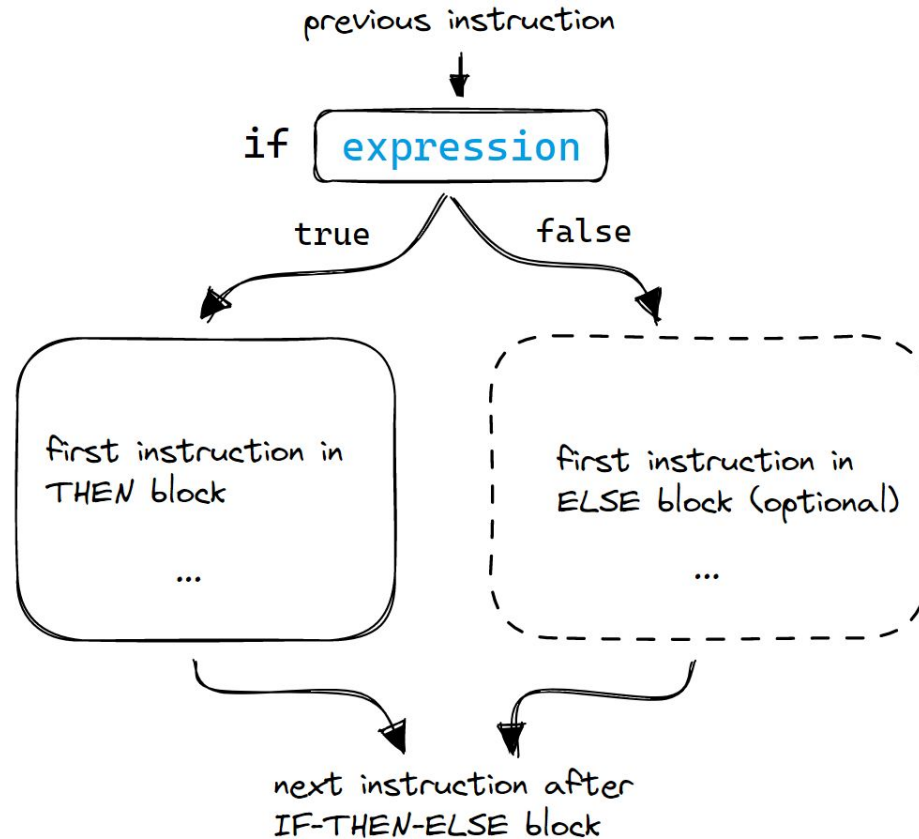 previous instruction
if expression
true
false
first instruction in
THEN block
...
first instruction in
ELSE block (optional)
...
next instruction after
IF-THEN-ELSE block